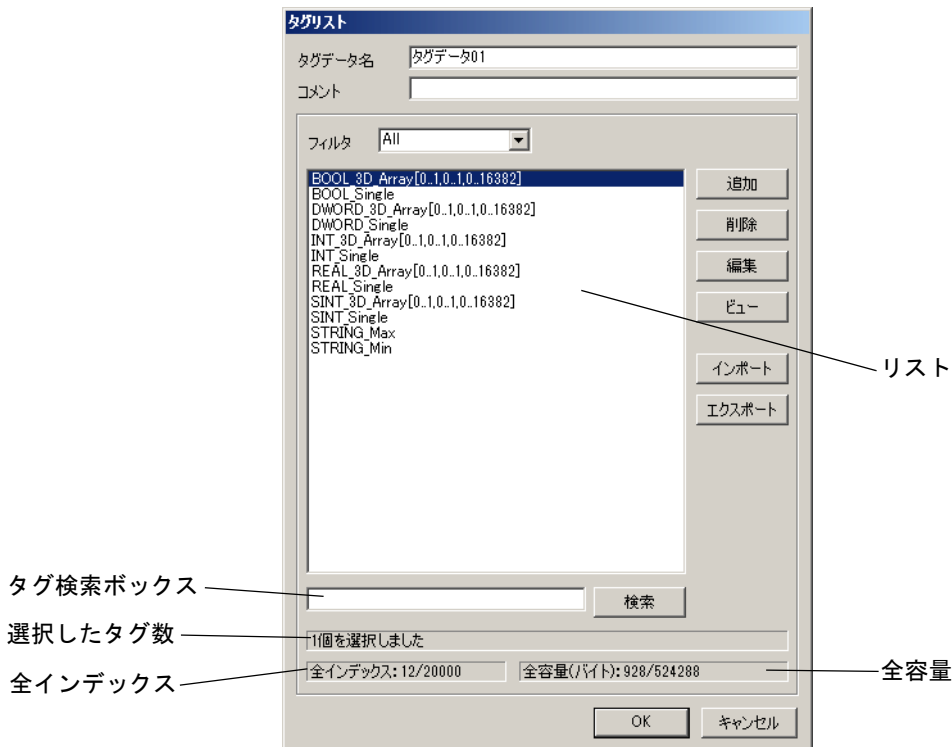 タグリスト
タグデータ名 タグデータ01
コメント
フィルタ All
BOOL_3D_Array[0..1,0..1,0..16382]
BOOL_Single
DWORD_3D_Array[0..1,0..1,0..16382]
DWORD_Single
INT_3D_Array[0..1,0..1,0..16382]
INT_Single
REAL_3D_Array[0..1,0..1,0..16382]
REAL_Single
SINT_3D_Array[0..1,0..1,0..16382]
SINT_Single
STRING_Max
STRING_Min
追加
削除
編集
ビュー
インポート
エクスポート
リスト
タグ検索ボックス
検索
選択したタグ数
1個を選択しました
全インデックス
全インデックス: 12/20000
全容量(バイト): 928/524288
全容量
OK
キャンセル